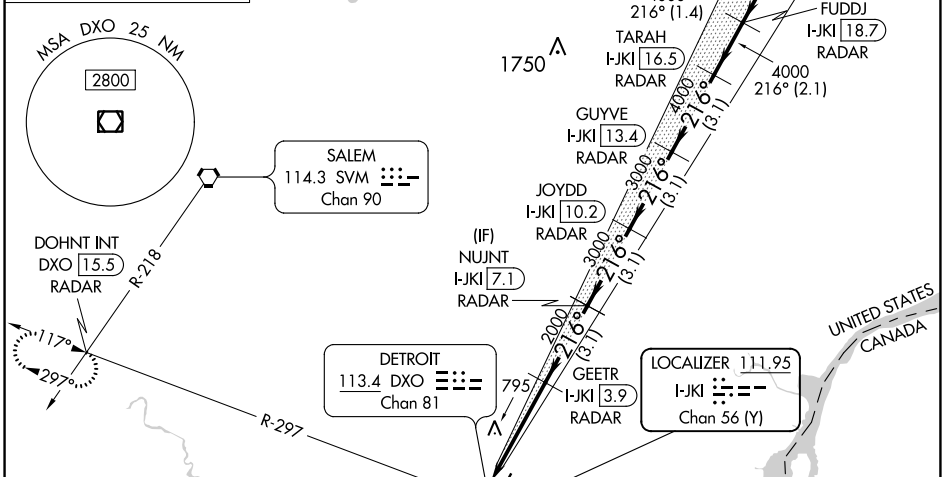 MSA DXO 25 NM
2800
1750
216° (1.4)
FUDDJ
I-JKI 18.7
RADAR
TARAH
I-JKI 16.5
RADAR
4000
216° (2.1)
4000
216°
(3.1)
GUYVE
I-JKI 13.4
RADAR
3000
216°
(3.1)
JOYDD
I-JKI 10.2
RADAR
3000
216°
(3.1)
(IF)
NUJNT
I-JKI 7.1
RADAR
2000
216°
(3.1)
SALEM
114.3 SVM
Chan 90
DOHNT INT
DXO 15.5
RADAR
R-218
117°
297°
R-297
DETROIT
113.4 DXO
Chan 81
795
GEETR
I-JKI 3.9
RADAR
LOCALIZER 111.95
I-JKI
Chan 56 (Y)
UNITED STATES
CANADA